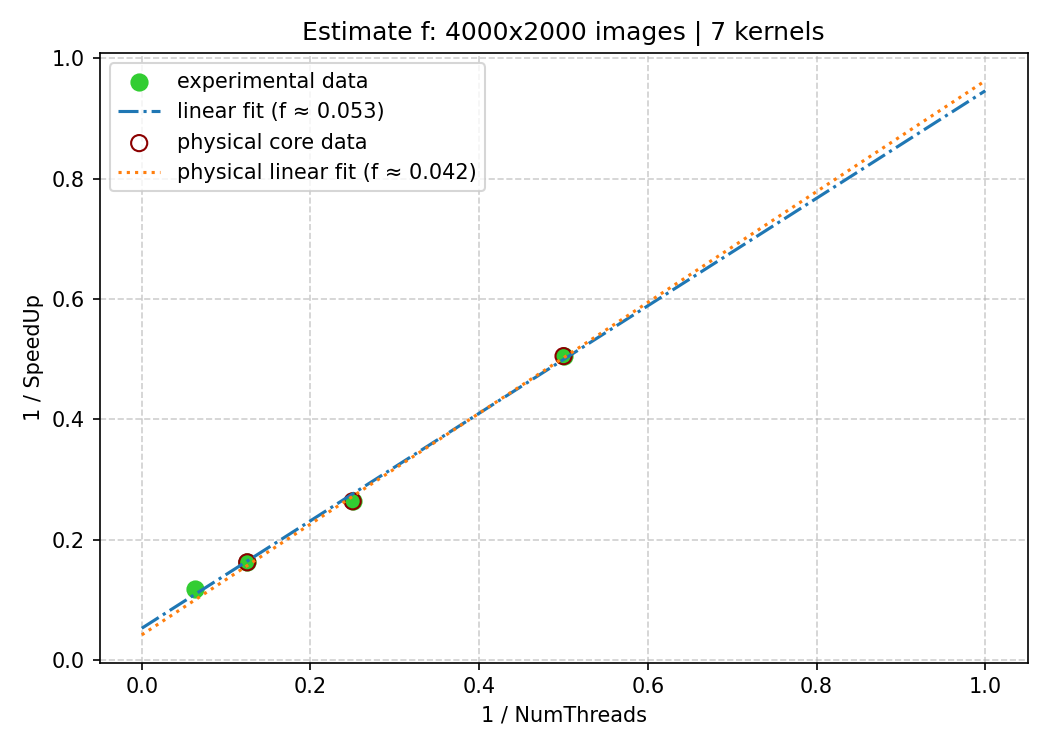 Estimate f: 4000x2000 images | 7 kernels
experimental data
linear fit (f ≈ 0.053)
physical core data
physical linear fit (f ≈ 0.042)
1.0
0.8
0.6
0.4
0.2
0.0
1 / SpeedUp
0.0 0.2 0.4 0.6 0.8 1.0
1 / NumThreads